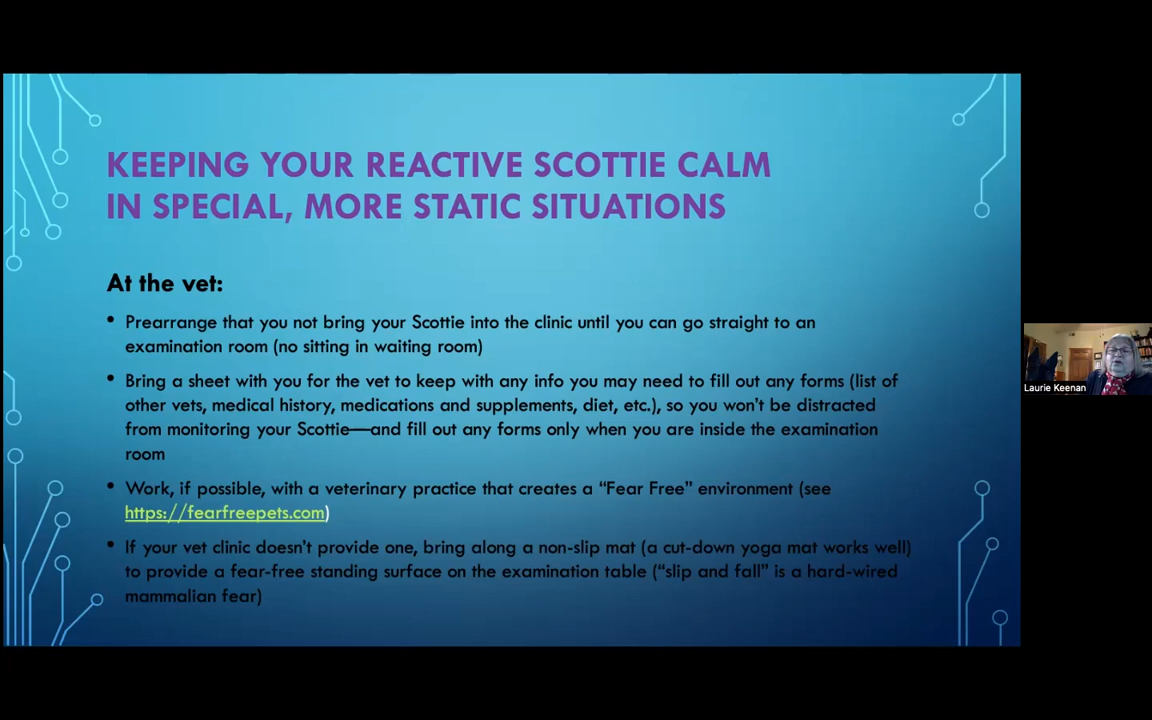 KEEPING YOUR REACTIVE SCOTTIE CALM
IN SPECIAL, MORE STATIC SITUATIONS
At the vet:
• Prearrange that you not bring your Scottie into the clinic until you can go straight to an
examination room (no sitting in waiting room)
• Bring a sheet with you for the vet to keep with any info you may need to fill out any forms (list of
other vets, medical history, medications and supplements, diet, etc.), so you won’t be distracted
from monitoring your Scottie—and fill out any forms only when you are inside the examination
room
• Work, if possible, with a veterinary practice that creates a “Fear Free” environment (see
https://fearfreepets.com)
• If your vet clinic doesn’t provide one, bring along a non-slip mat (a cut-down yoga mat works well)
to provide a fear-free standing surface on the examination table (“slip and fall” is a hard-wired
mammalian fear)
Laurie Keenan